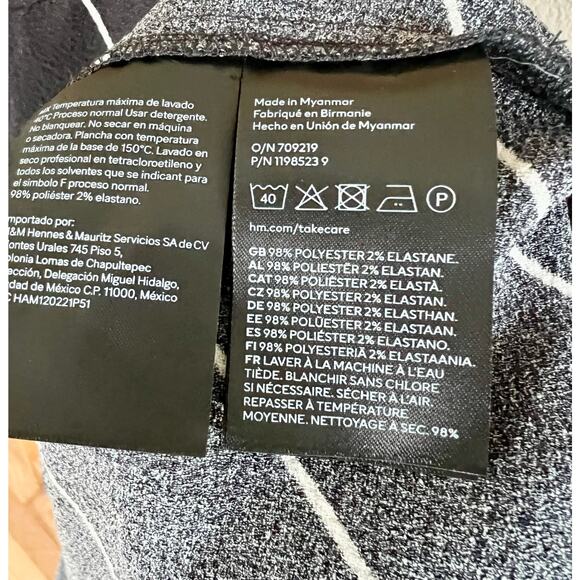 MX Temperatura máxima de lavado
40°C Proceso normal Usar detergente.
No blanquear. No secar en máquina
o secadora. Plancha con temperatura
máxima de la base de 150°C. Lavado en
seco profesional en tetracloroetileno y
todos los solventes que se indican para
el símbolo F proceso normal.
98% poliéster 2% elastano.
Importado por:
H&M Hennes & Mauritz Servicios SA de CV
Montes Urales 745 Piso 5,
Colonia Lomas de Chapultepec
Sección, Delegación Miguel Hidalgo,
Ciudad de México C.P. 11000, México
HAM120221P51
Made in Myanmar
Fabriqué en Birmanie
Hecho en Unión de Myanmar
O/N 709219
P/N 1198523 9
40 P
hm.com/takecare
GB 98% POLYESTER 2% ELASTANE.
AL 98% POLIESTËR 2% ELASTAN.
CAT 98% POLIÈSTER 2% ELASTÀ.
CZ 98% POLYESTER 2% ELASTAN.
DE 98% POLYESTER 2% ELASTHAN.
EE 98% POLÜESTER 2% ELASTAAN.
ES 98% POLIÉSTER 2% ELASTANO.
FI 98% POLYESTERIÄ 2% ELASTAANIA.
FR LAVER À LA MACHINE À L'EAU
TIÈDE. BLANCHIR SANS CHLORE
SI NÉCESSAIRE. SÉCHER À L'AIR.
REPASSER À TEMPÉRATURE
MOYENNE. NETTOYAGE À SEC. 98%